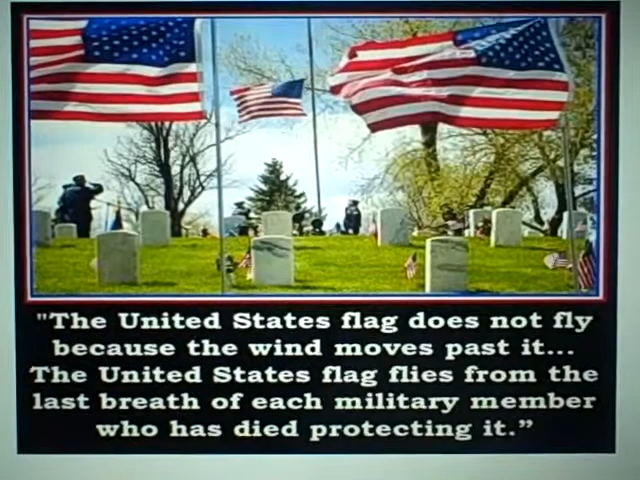 "The United States flag does not fly
because the wind moves past it...
The United States flag flies from the
last breath of each military member
who has died protecting it.”